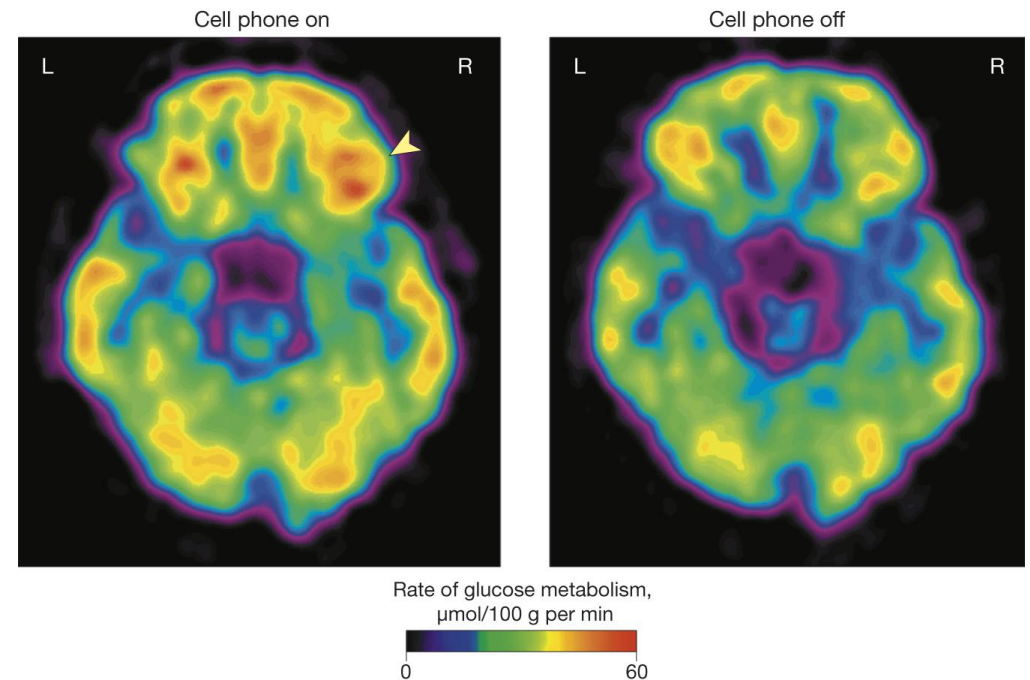 Cell phone on
Cell phone off
L
R
L
R
Rate of glucose metabolism,
µmol/100 g per min
0
60